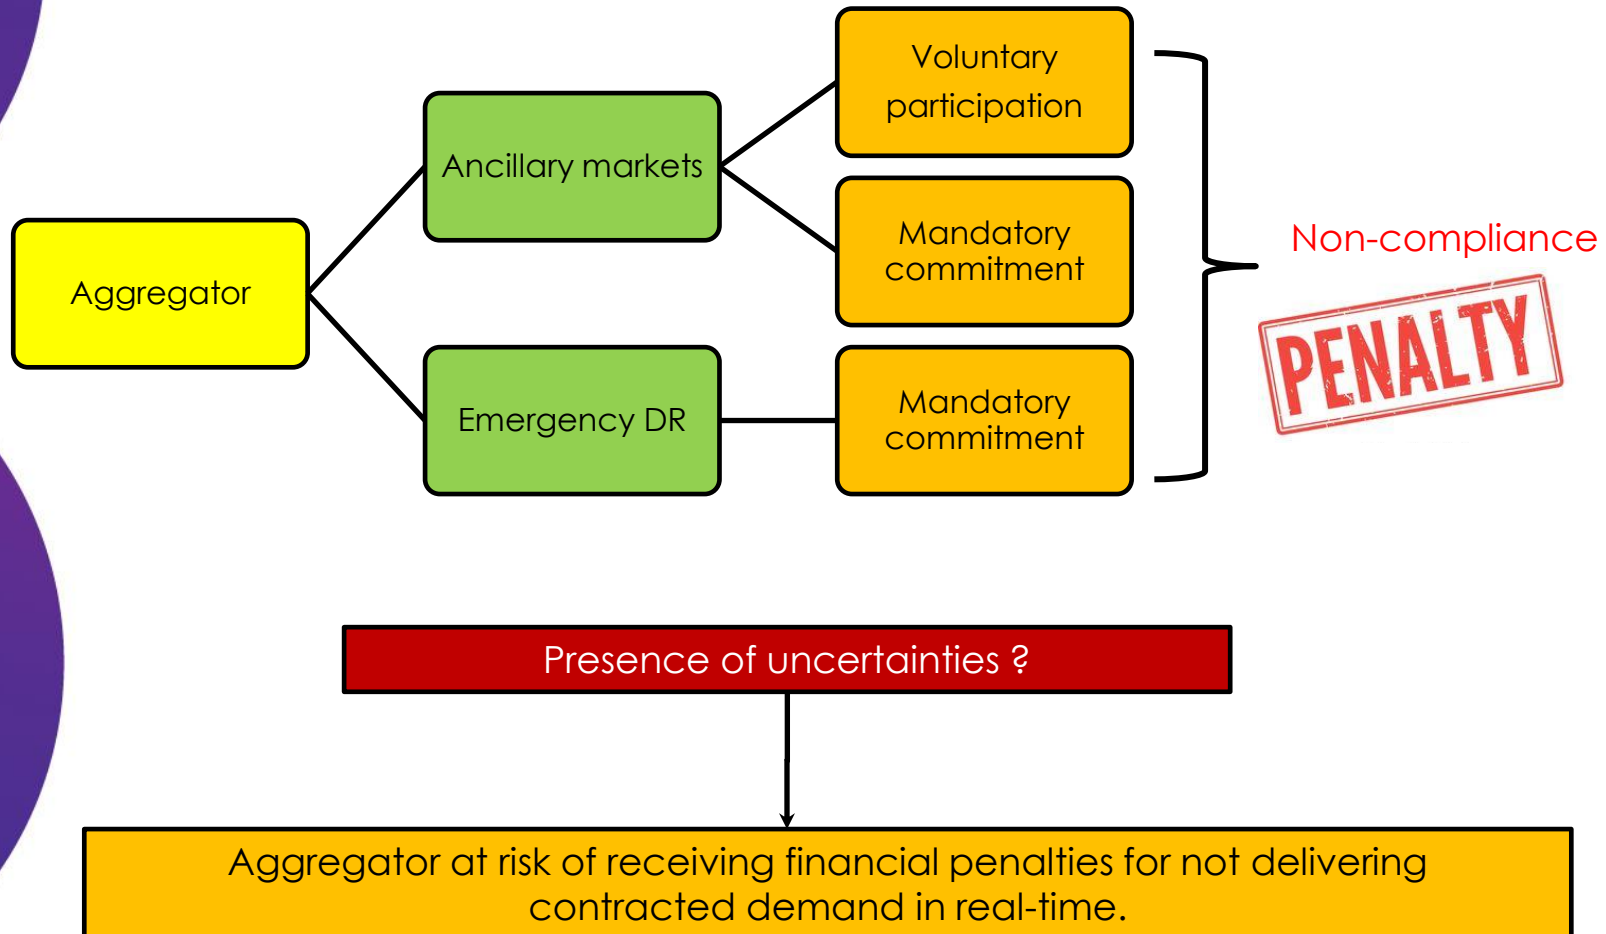 Voluntary
participation
Ancillary markets
Mandatory
commitment
Aggregator
Emergency DR
Mandatory
commitment
Non-compliance
PENALTY
Presence of uncertainties ?
Aggregator at risk of receiving financial penalties for not delivering
contracted demand in real-time.